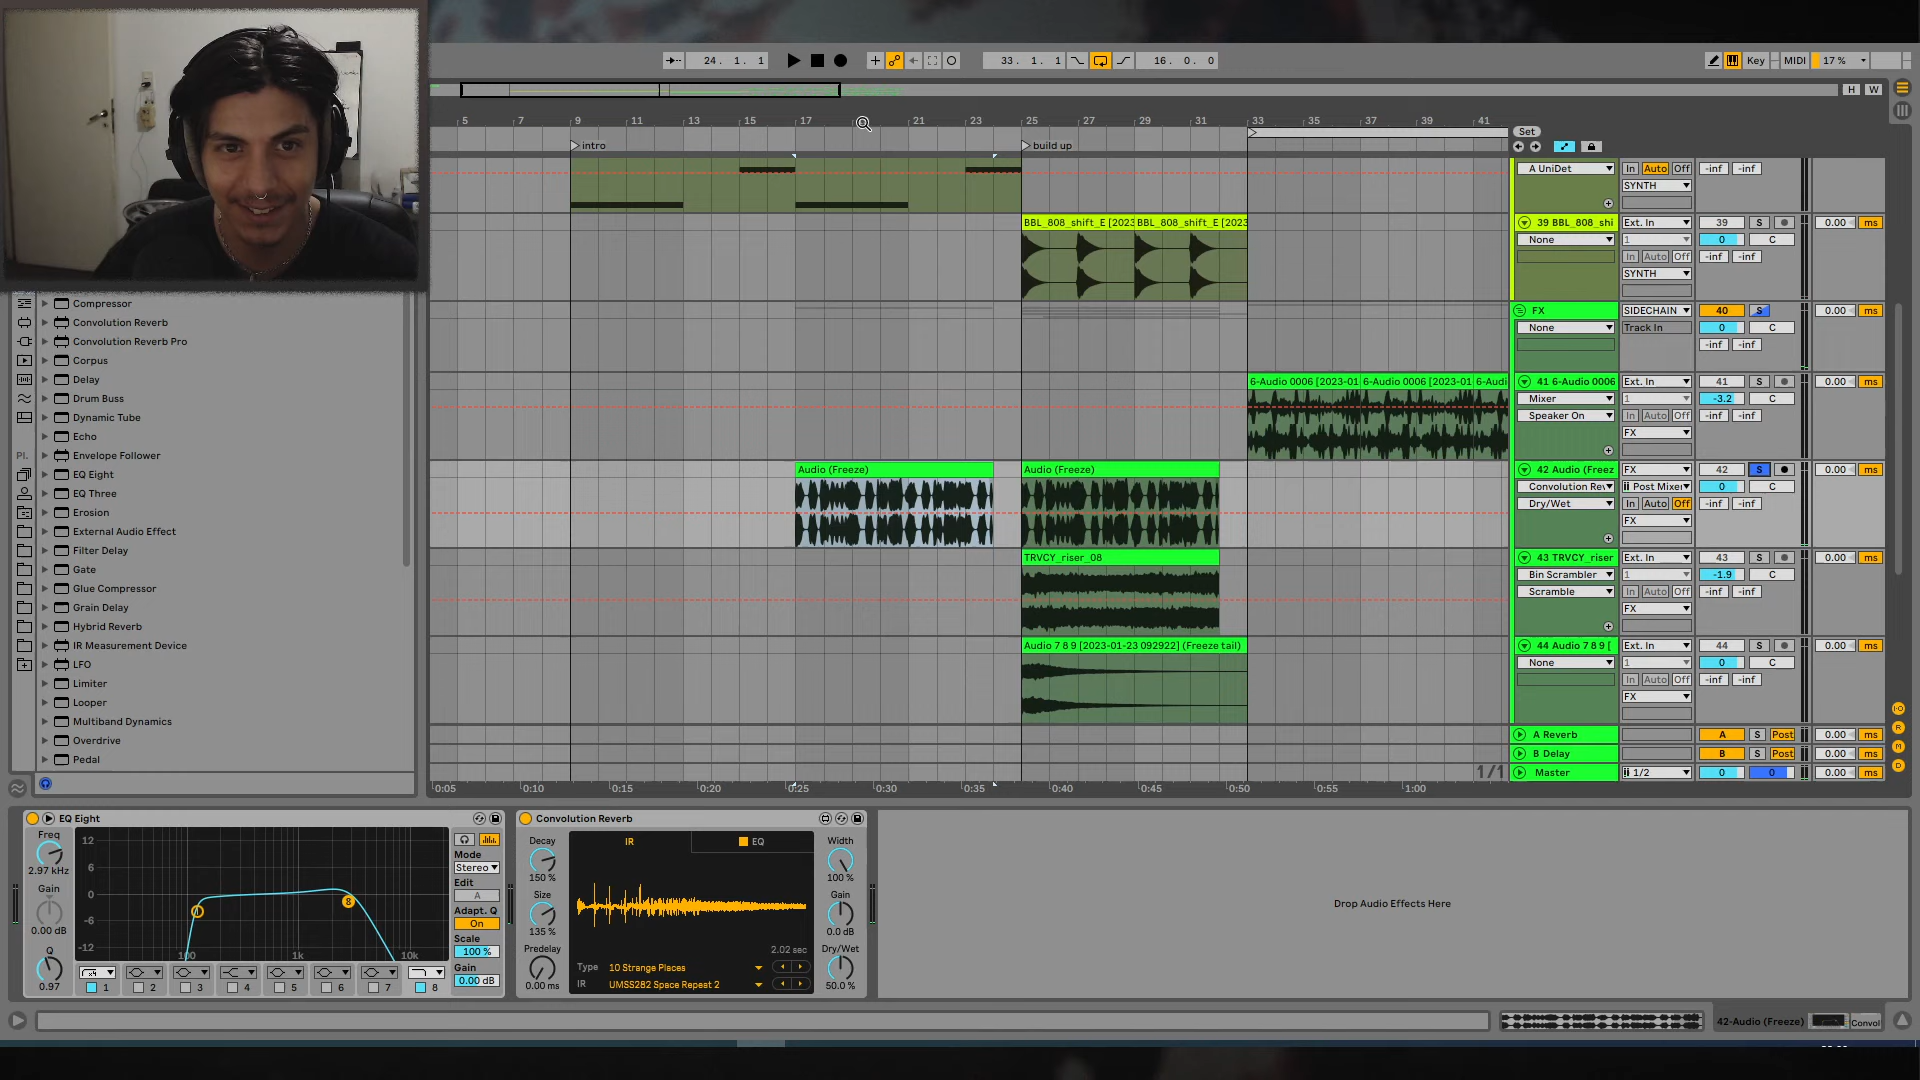 24. 1. 1
33. 1. 1
16. 0. 0
Key
MIDI
17 %
H
W
5 7 9 11 13 15 17 21 23 25 27 29 31 33 35 37 39 41
Set
intro
build up
A UniDet
In Auto Off
-inf -inf
SYNTH
BBL_808_shift_E [2023
BBL_808_shift_E [2023
39 BBL_808_shi
Ext. In
39
S
0.00
ms
None
1
0
C
In Auto Off
-inf -inf
SYNTH
FX
SIDECHAIN
40
S
0.00
ms
None
Track In
0
C
-inf -inf
6-Audio 0006 [2023-01
6-Audio 0006 [2023-01
6-Audi
41 6-Audio 0006
Ext. In
41
S
0.00
ms
Mixer
1
-3.2
C
Speaker On
In Auto Off
-inf -inf
FX
Audio (Freeze)
Audio (Freeze)
42 Audio (Freez
FX
42
S
0.00
ms
Convolution Rev
Post Mixer
0
C
Dry/Wet
In Auto Off
-inf -inf
FX
TRVCY_riser_08
43 TRVCY_riser
Ext. In
43
S
0.00
ms
Bin Scrambler
1
-1.9
C
Scramble
In Auto Off
-inf -inf
FX
Audio 7 8 9 [2023-01-23 092922] (Freeze tail)
44 Audio 7 8 9 [
Ext. In
44
S
0.00
ms
None
1
0
C
In Auto Off
-inf -inf
FX
A Reverb
A
S
Post
0.00
ms
B Delay
B
S
Post
0.00
ms
1/1
Master
1/2
0
0
0.00
ms
0:05 0:10 0:15 0:20 0:25 0:30 0:35 0:40 0:45 0:50 0:55 1:00
Compressor
Convolution Reverb
Convolution Reverb Pro
Corpus
Delay
Drum Buss
Dynamic Tube
Echo
Pl.
Envelope Follower
EQ Eight
EQ Three
Erosion
External Audio Effect
Filter Delay
Gate
Glue Compressor
Grain Delay
Hybrid Reverb
IR Measurement Device
LFO
Limiter
Looper
Multiband Dynamics
Overdrive
Pedal
EQ Eight
Freq
2.97 kHz
Gain
0.00 dB
Q
0.97
12
6
0
-6
-12
100 1k 10k
8
1 2 3 4 5 6 7 8
Mode
Stereo
Edit
A
Adapt. Q
On
Scale
100 %
Gain
0.00 dB
Convolution Reverb
Decay
150 %
Size
135 %
Predelay
0.00 ms
IR
EQ
2.02 sec
Type 10 Strange Places
IR UMSS282 Space Repeat 2
Width
100 %
Gain
0.0 dB
Dry/Wet
50.0 %
Drop Audio Effects Here
42-Audio (Freeze)
Convol